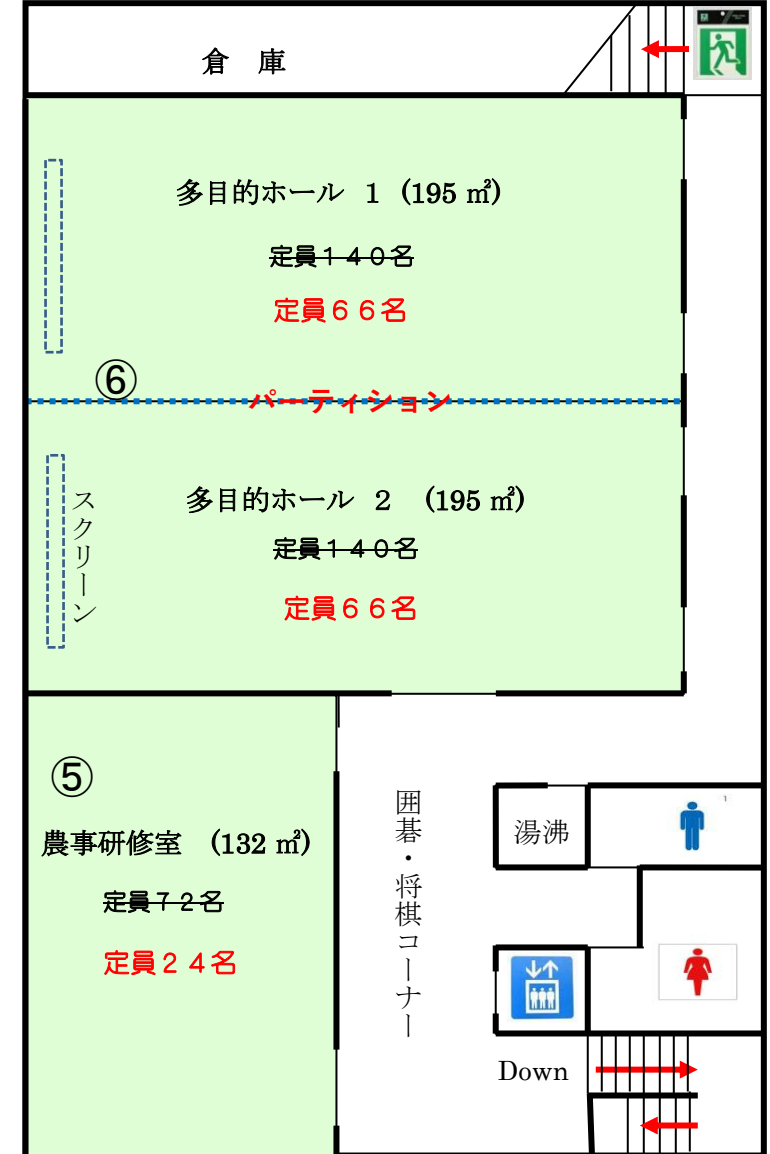 倉　庫
多目的ホール　１ (195 ㎡)
定員１４０名
定員６６名
⑥
パーティション
スクリーン
多目的ホール　２　(195 ㎡)
定員１４０名
定員６６名
⑤
農事研修室　(132 ㎡)
定員７２名
定員２４名
囲碁・将棋コーナー
湯沸
1
Down